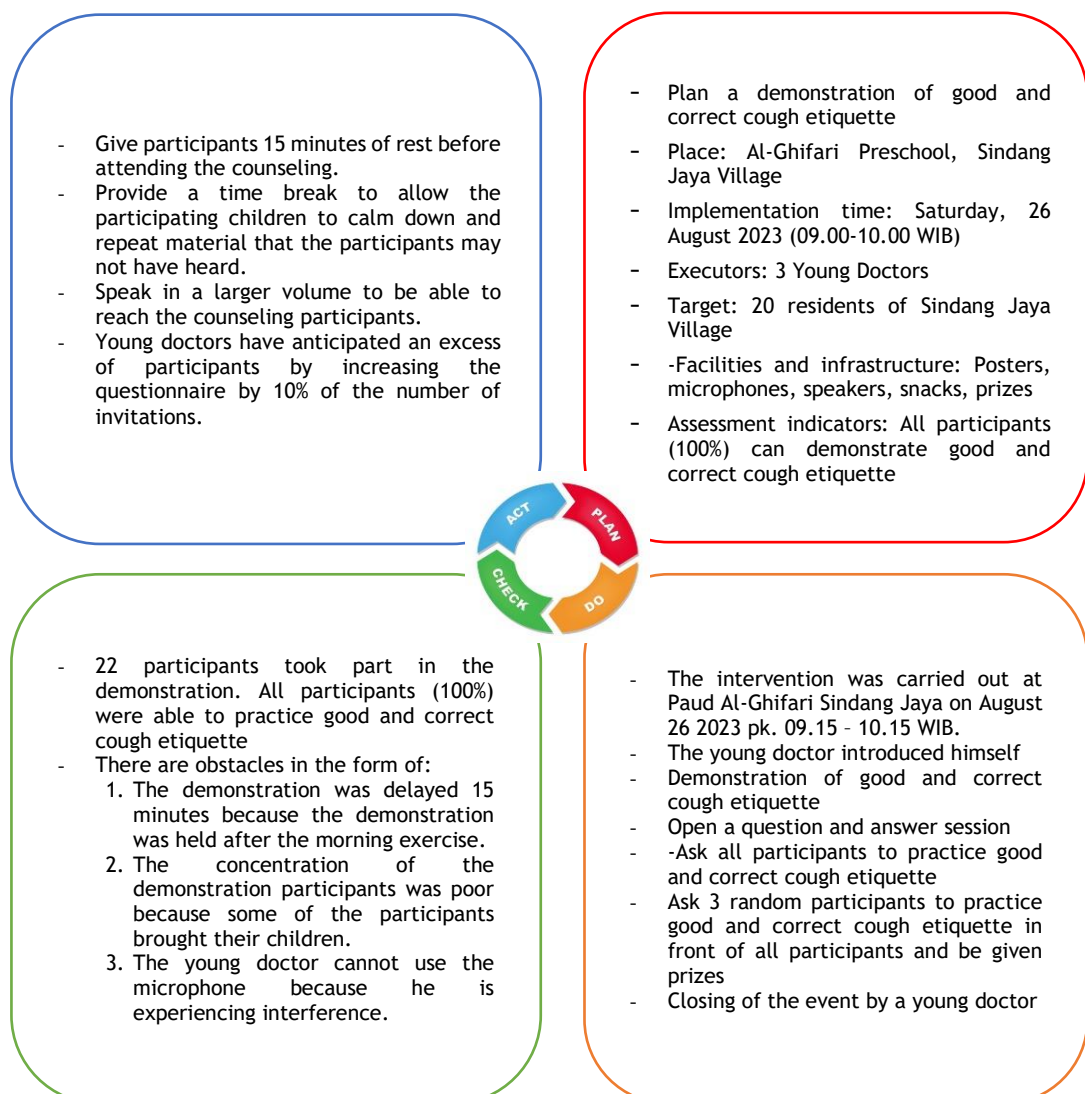 - Give participants 15 minutes of rest before
attending the counseling.
- Provide a time break to allow the
participating children to calm down and
repeat material that the participants may
not have heard.
- Speak in a larger volume to be able to
reach the counseling participants.
- Young doctors have anticipated an excess
of participants by increasing the
questionnaire by 10% of the number of
invitations.
- Plan a demonstration of good and
correct cough etiquette
- Place: Al-Ghifari Preschool, Sindang
Jaya Village
- Implementation time: Saturday, 26
August 2023 (09.00-10.00 WIB)
- Executors: 3 Young Doctors
- Target: 20 residents of Sindang Jaya
Village
- -Facilities and infrastructure: Posters,
microphones, speakers, snacks, prizes
- Assessment indicators: All participants
(100%) can demonstrate good and
correct cough etiquette
ACT
PLAN
CHECK
DO
- 22 participants took part in the
demonstration. All participants (100%)
were able to practice good and correct
cough etiquette
- There are obstacles in the form of:
1. The demonstration was delayed 15
minutes because the demonstration
was held after the morning exercise.
2. The concentration of the
demonstration participants was poor
because some of the participants
brought their children.
3. The young doctor cannot use the
microphone because he is
experiencing interference.
- The intervention was carried out at
Paud Al-Ghifari Sindang Jaya on August
26 2023 pk. 09.15 – 10.15 WIB.
- The young doctor introduced himself
- Demonstration of good and correct
cough etiquette
- Open a question and answer session
- -Ask all participants to practice good
and correct cough etiquette
- Ask 3 random participants to practice
good and correct cough etiquette in
front of all participants and be given
prizes
- Closing of the event by a young doctor